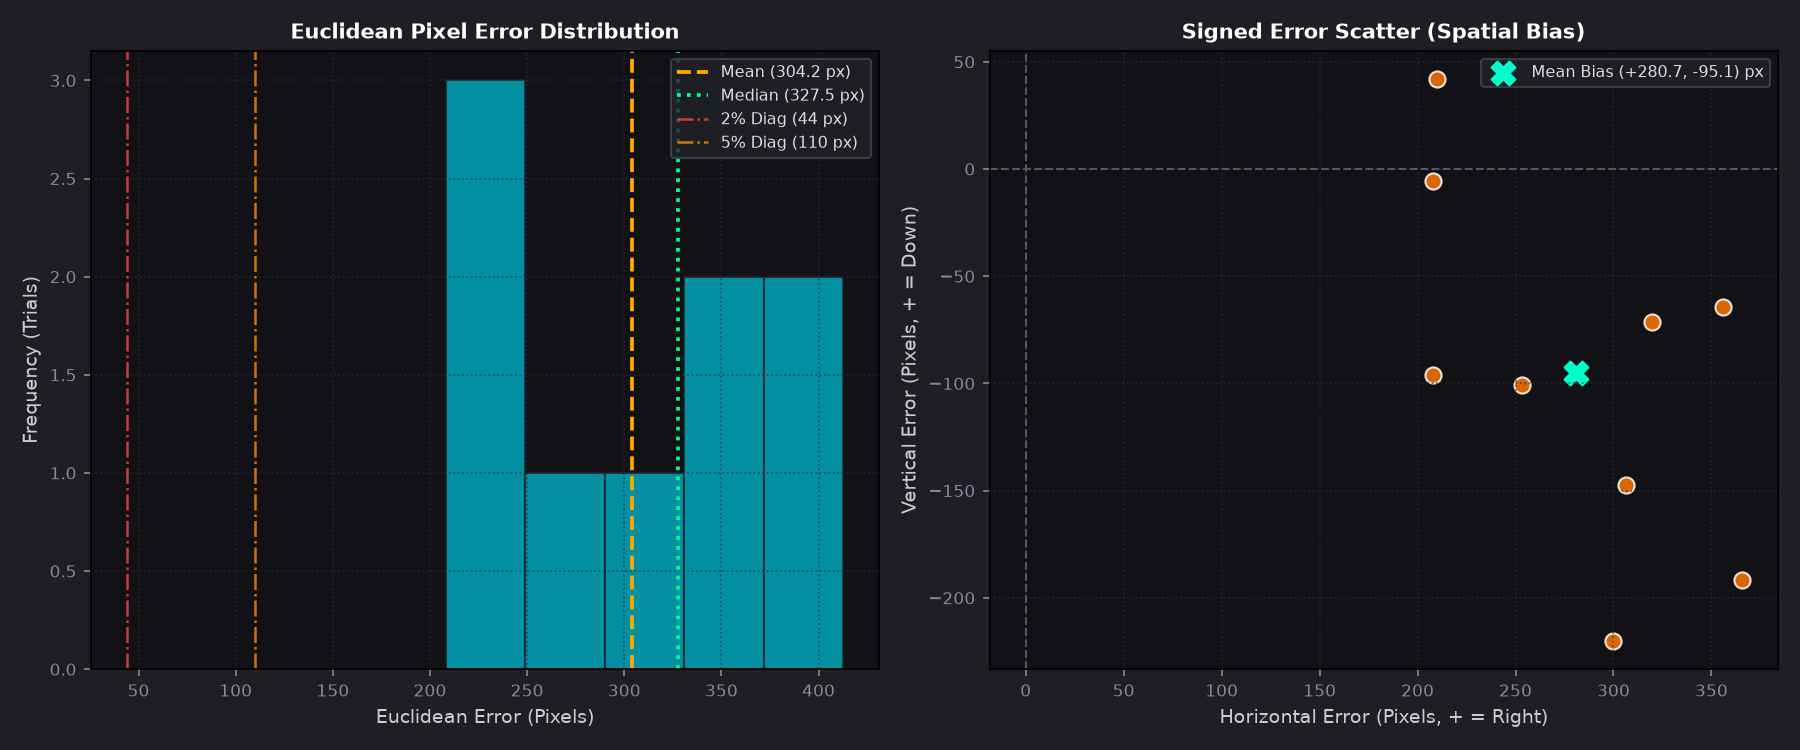 Euclidean Pixel Error Distribution
Mean (304.2 px)
Median (327.5 px)
2% Diag (44 px)
5% Diag (110 px)
Frequency (Trials)
3.0
2.5
2.0
1.5
1.0
0.5
0.0
50 100 150 200 250 300 350 400
Euclidean Error (Pixels)
Signed Error Scatter (Spatial Bias)
Mean Bias (+280.7, -95.1) px
Vertical Error (Pixels, + = Down)
50
0
−50
−100
−150
−200
0 50 100 150 200 250 300 350
Horizontal Error (Pixels, + = Right)